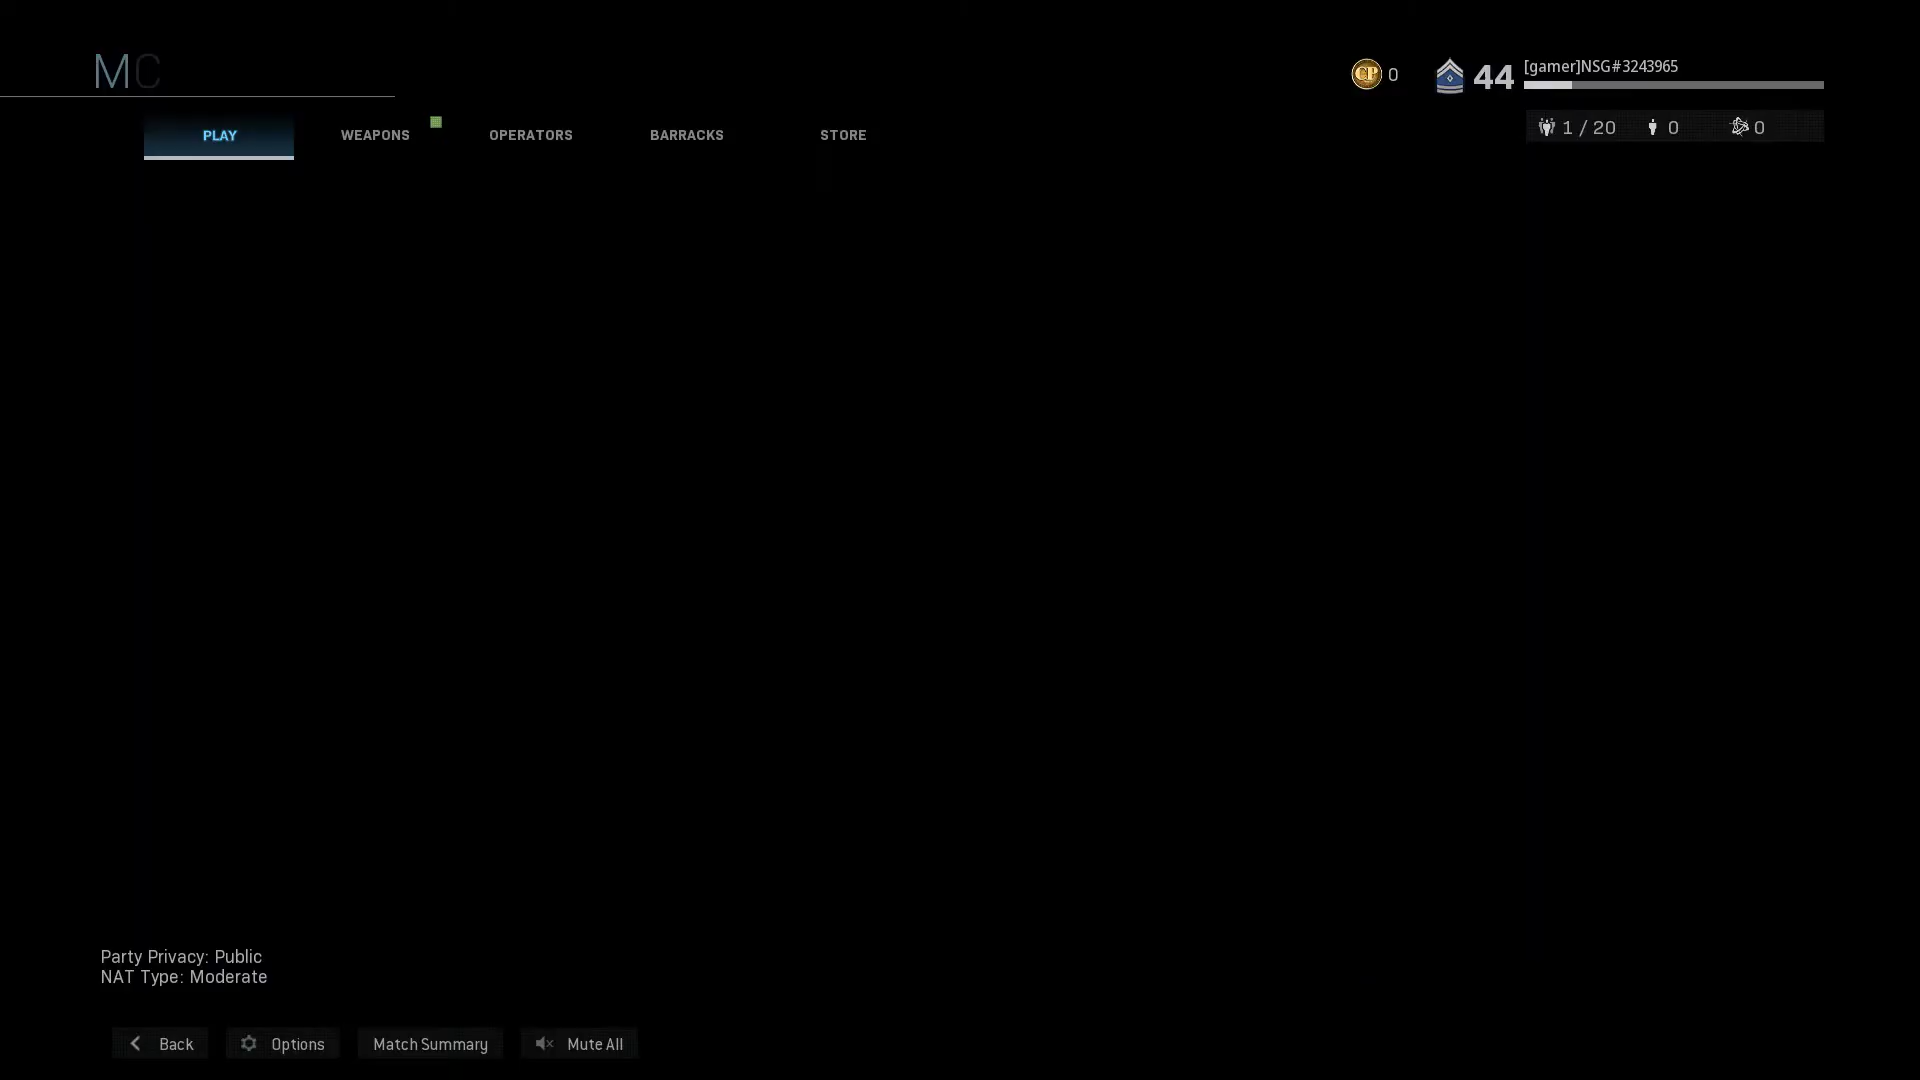 MC
CP 0
44
[gamer]NSG#3243965
1 / 20 0 0
PLAY WEAPONS OPERATORS BARRACKS STORE
Party Privacy: Public
NAT Type: Moderate
Back Options Match Summary Mute All